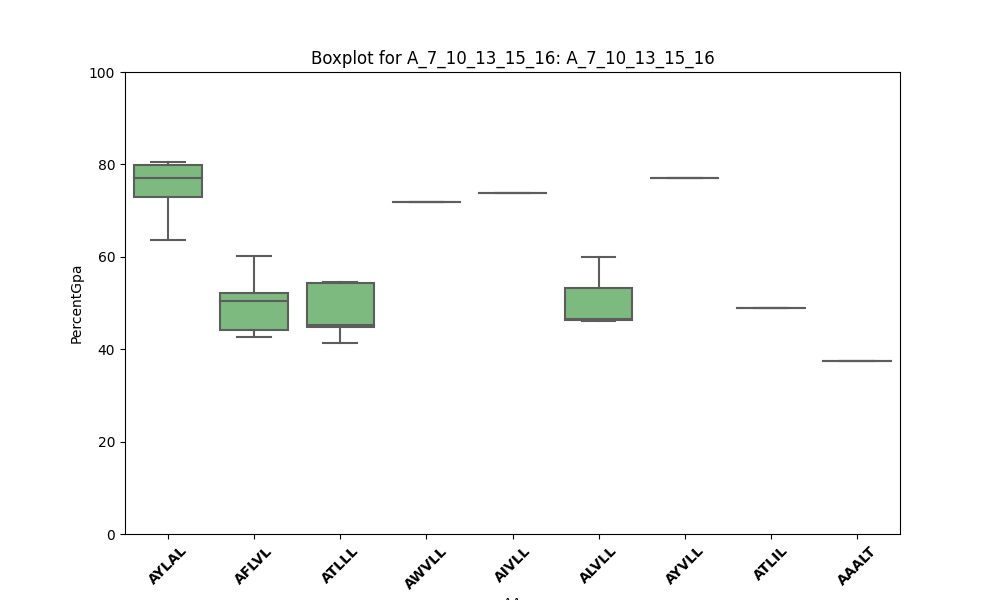 Boxplot for A_7_10_13_15_16: A_7_10_13_15_16
PercentGpa
100
80
60
40
20
0
AYLAL
AFLVL
ATLLL
AWVLL
AIVLL
ALVLL
AYVLL
ATLIL
AAALT